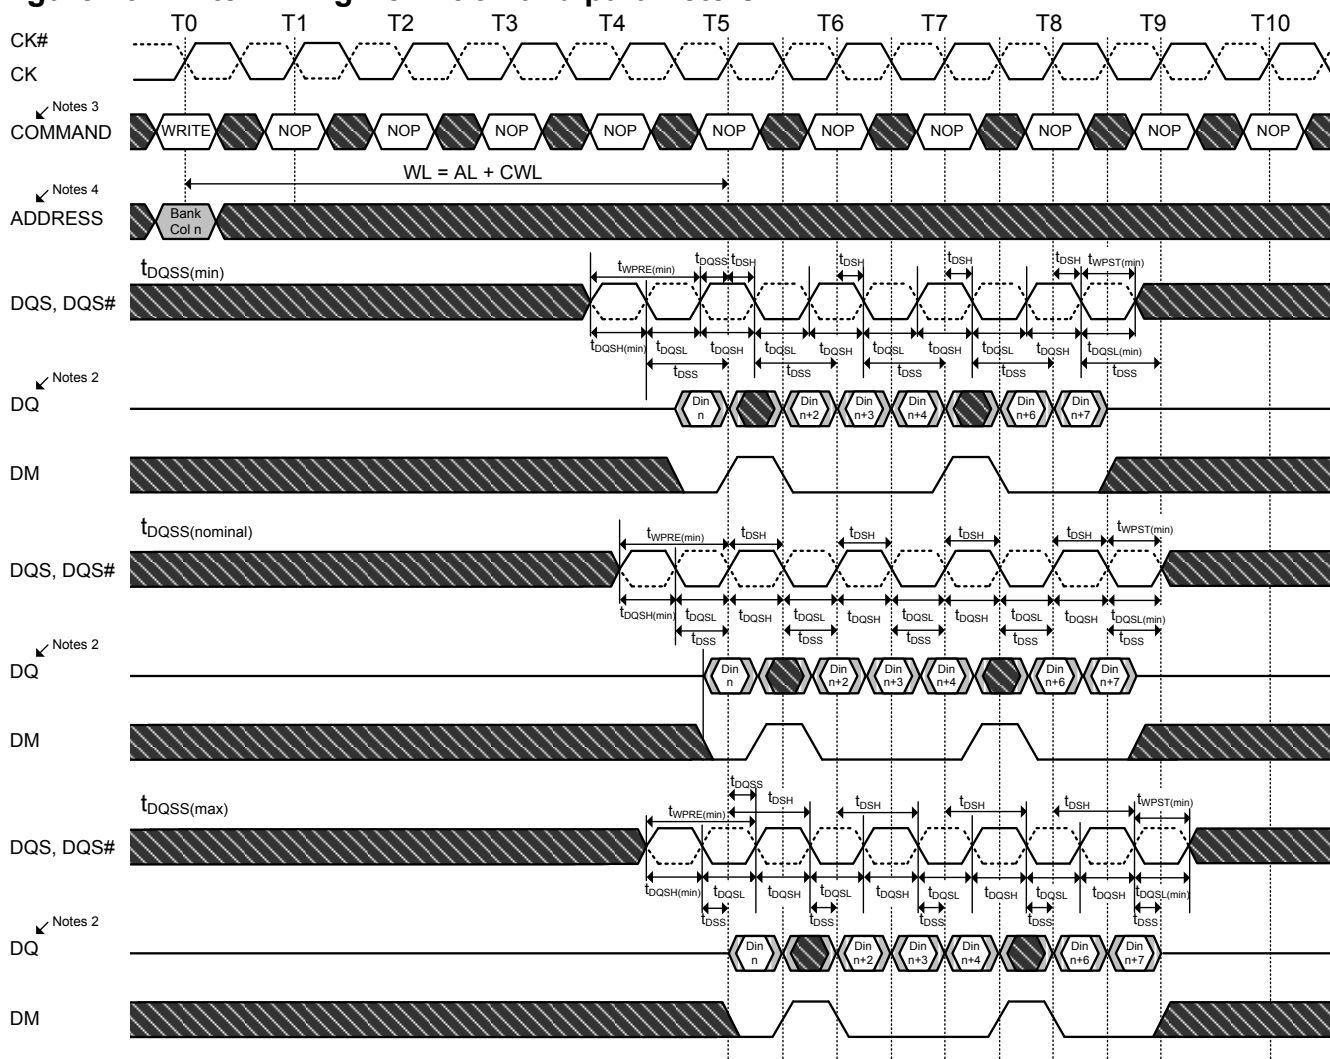 T0 T1 T2 T3 T4 T5 T6 T7 T8 T9 T10
CK#
CK
Notes 3
COMMAND WRITE NOP NOP NOP NOP NOP NOP NOP NOP NOP NOP
WL = AL + CWL
Notes 4
ADDRESS Bank Col n
tDQSS(min)
tWPRE(min) tDQSS tDSH tDSH tDSH tDSH tWPST(min)
DQS, DQS#
tDQSH(min) tDQSL tDQSH tDQSL tDQSH tDQSL tDQSH tDQSL tDQSH tDQSL(min)
tDSS tDSS tDSS tDSS tDSS
Notes 2
DQ Din n Din n+2 Din n+3 Din n+4 Din n+6 Din n+7
DM
tDQSS(nominal)
tWPRE(min) tDSH tDSH tDSH tDSH tWPST(min)
DQS, DQS#
tDQSH(min) tDQSL tDQSH tDQSL tDQSH tDQSL tDQSH tDQSL tDQSH tDQSL(min)
tDSS tDSS tDSS tDSS tDSS
Notes 2
DQ Din n Din n+2 Din n+3 Din n+4 Din n+6 Din n+7
DM
tDQSS
tDQSS(max)
tWPRE(min) tDSH tDSH tDSH tDSH tWPST(min)
DQS, DQS#
tDQSH(min) tDQSL tDQSH tDQSL tDQSH tDQSL tDQSH tDQSL tDQSH tDQSL(min)
tDSS tDSS tDSS tDSS tDSS
Notes 2
DQ Din n Din n+2 Din n+3 Din n+4 Din n+6 Din n+7
DM